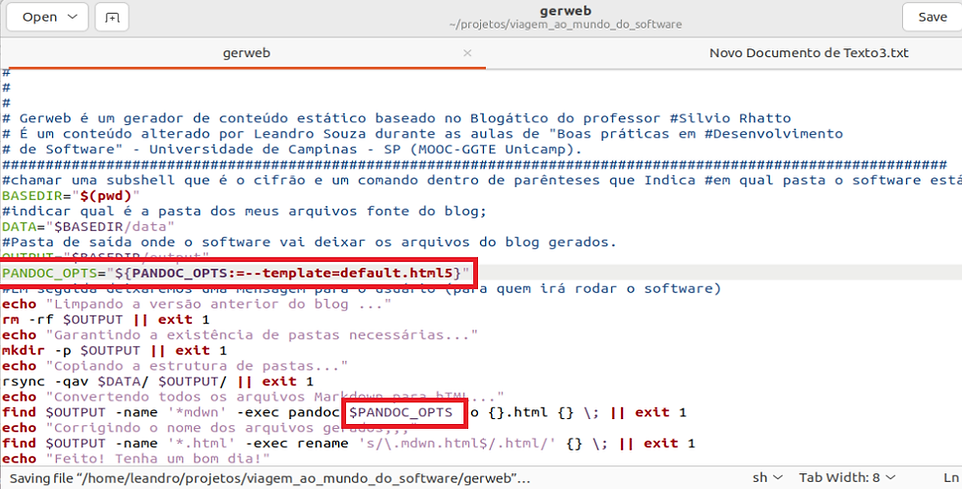 Open
gerweb
~/projetos/viagem_ao_mundo_do_software
Save
gerweb
Novo Documento de Texto3.txt
#
#
#
# Gerweb é um gerador de conteúdo estático baseado no Blogático do professor #Silvio Rhatto
# É um conteúdo alterado por Leandro Souza durante as aulas de "Boas práticas em #Desenvolvimento
# de Software" - Universidade de Campinas - SP (MOOC-GGTE Unicamp).
##############################################################################################################
#chamar uma subshell que é o cifrão e um comando dentro de parênteses que Indica #em qual pasta o software está
BASEDIR="$(pwd)"
#indicar qual é a pasta dos meus arquivos fonte do blog;
DATA="$BASEDIR/data"
#Pasta de saida onde o software vai deixar os arquivos do blog gerados.
OUTPUT="$BASEDIR/output"
PANDOC_OPTS="${PANDOC_OPTS:=--template=default.html5}"
#Em seguida deixaremos uma mensagem para o usuário (para quem irá rodar o software)
echo "Limpando a versão anterior do blog ..."
rm -rf $OUTPUT || exit 1
echo "Garantindo a existência de pastas necessárias..."
mkdir -p $OUTPUT || exit 1
echo "Copiando a estrutura de pastas..."
rsync -qav $DATA/ $OUTPUT/ || exit 1
echo "Convertendo todos os arquivos Markdown para hTML..."
find $OUTPUT -name '*mdwn' -exec pandoc $PANDOC_OPTS o {}.html {} \; || exit 1
echo "Corrigindo o nome dos arquivos gerados;;;"
find $OUTPUT -name '*.html' -exec rename 's/\.mdwn.html$/.html/' {} \; || exit 1
echo "Feito! Tenha um bom dia!"
Saving file “/home/leandro/projetos/viagem_ao_mundo_do_software/gerweb”...
sh
Tab Width: 8
Ln